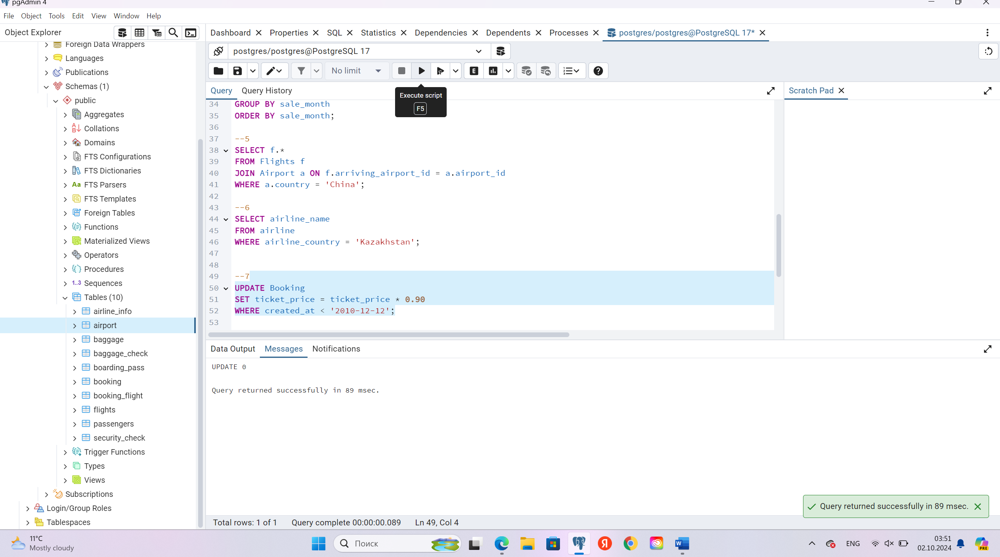 pgAdmin 4
File Object Tools Edit View Window Help
Object Explorer
Dashboard Properties SQL Statistics Dependencies Dependents Processes postgres/postgres@PostgreSQL 17*
Foreign Data Wrappers
Languages
Publications
Schemas (1)
public
Aggregates
Collations
Domains
FTS Configurations
FTS Dictionaries
Aa FTS Parsers
FTS Templates
Foreign Tables
Functions
Materialized Views
Operators
Procedures
1..3 Sequences
Tables (10)
airline_info
airport
baggage
baggage_check
boarding_pass
booking
booking_flight
flights
passengers
security_check
Trigger Functions
Types
Views
Subscriptions
Login/Group Roles
Tablespaces
postgres/postgres@PostgreSQL 17
No limit
Query Query History
Execute script
F5
Scratch Pad
34 GROUP BY sale_month
35 ORDER BY sale_month;
36
37 --5
38 SELECT f.*
39 FROM Flights f
40 JOIN Airport a ON f.arriving_airport_id = a.airport_id
41 WHERE a.country = 'China';
42
43 --6
44 SELECT airline_name
45 FROM airline
46 WHERE airline_country = 'Kazakhstan';
47
48
49 --7
50 UPDATE Booking
51 SET ticket_price = ticket_price * 0.90
52 WHERE created_at < '2010-12-12';
53
Data Output Messages Notifications
UPDATE 0
Query returned successfully in 89 msec.
Query returned successfully in 89 msec.
Total rows: 1 of 1 Query complete 00:00:00.089 Ln 49, Col 4
11°C
Mostly cloudy
Поиск
ENG
03:51
02.10.2024
PRE